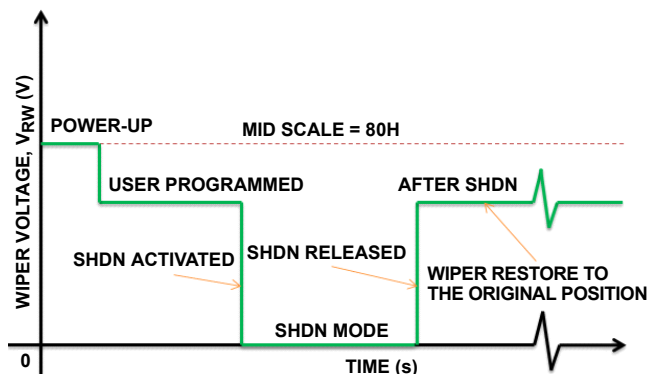 WIPER VOLTAGE, VRW (V)
POWER-UP
MID SCALE = 80H
USER PROGRAMMED
AFTER SHDN
SHDN ACTIVATED
SHDN RELEASED
WIPER RESTORE TO
THE ORIGINAL POSITION
SHDN MODE
0
TIME (s)